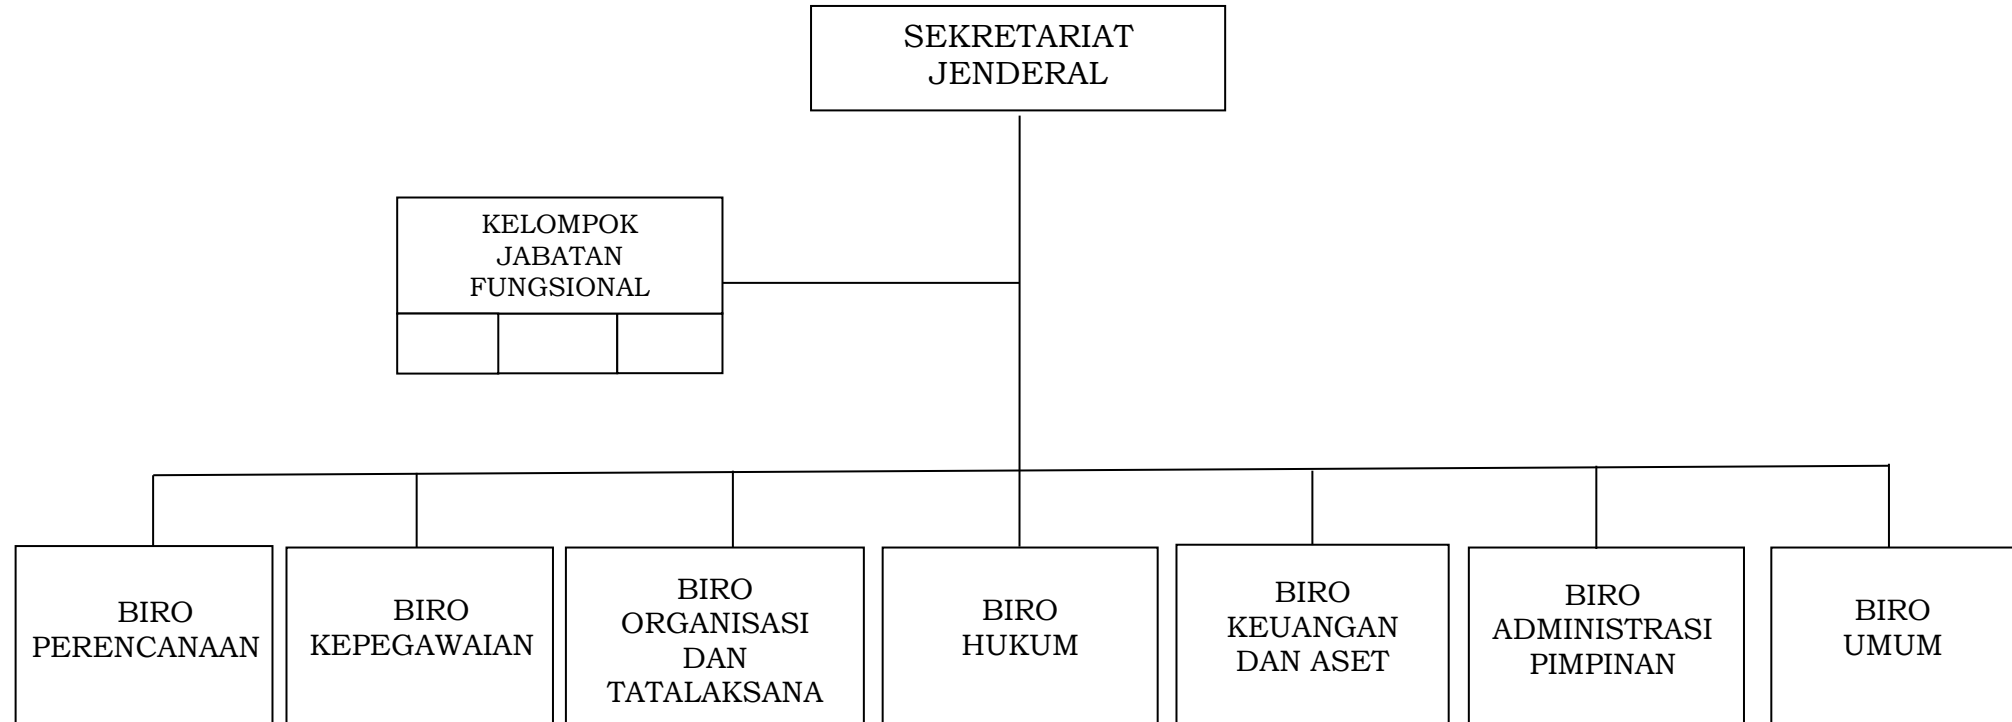 SEKRETARIAT
JENDERAL
KELOMPOK
JABATAN
FUNGSIONAL
BIRO
PERENCANAAN
BIRO
KEPEGAWAIAN
BIRO
ORGANISASI
DAN
TATALAKSANA
BIRO
HUKUM
BIRO
KEUANGAN
DAN ASET
BIRO
ADMINISTRASI
PIMPINAN
BIRO
UMUM